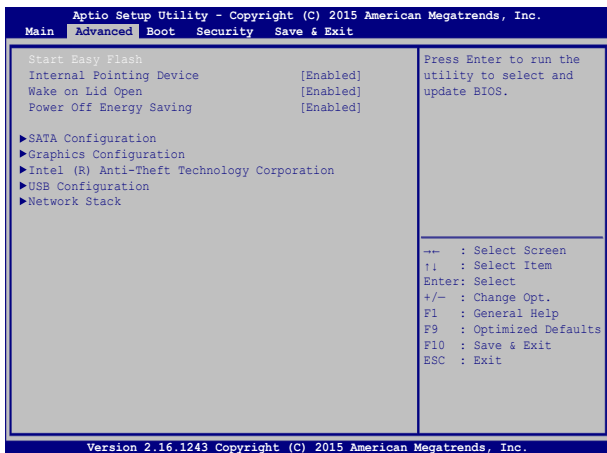 Aptio Setup Utility - Copyright (C) 2015 American Megatrends, Inc.
Main Advanced Boot Security Save & Exit
Start Easy Flash
Internal Pointing Device [Enabled]
Wake on Lid Open [Enabled]
Power Off Energy Saving [Enabled]
▶SATA Configuration
▶Graphics Configuration
▶Intel (R) Anti-Theft Technology Corporation
▶USB Configuration
▶Network Stack
Press Enter to run the
utility to select and
update BIOS.
→← : Select Screen
↑↓ : Select Item
Enter: Select
+/— : Change Opt.
F1 : General Help
F9 : Optimized Defaults
F10 : Save & Exit
ESC : Exit
Version 2.16.1243 Copyright (C) 2015 American Megatrends, Inc.